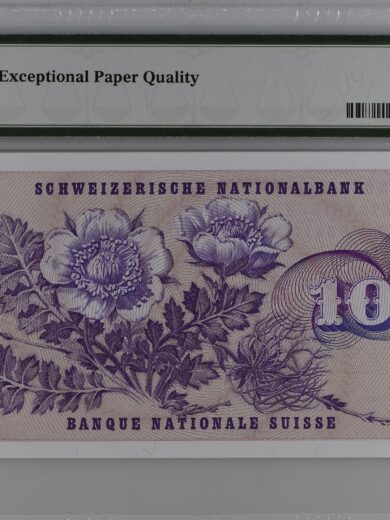 Exceptional Paper Quality
SCHWEIZERISCHE NATIONALBANK
10
BANQUE NATIONALE SUISSE